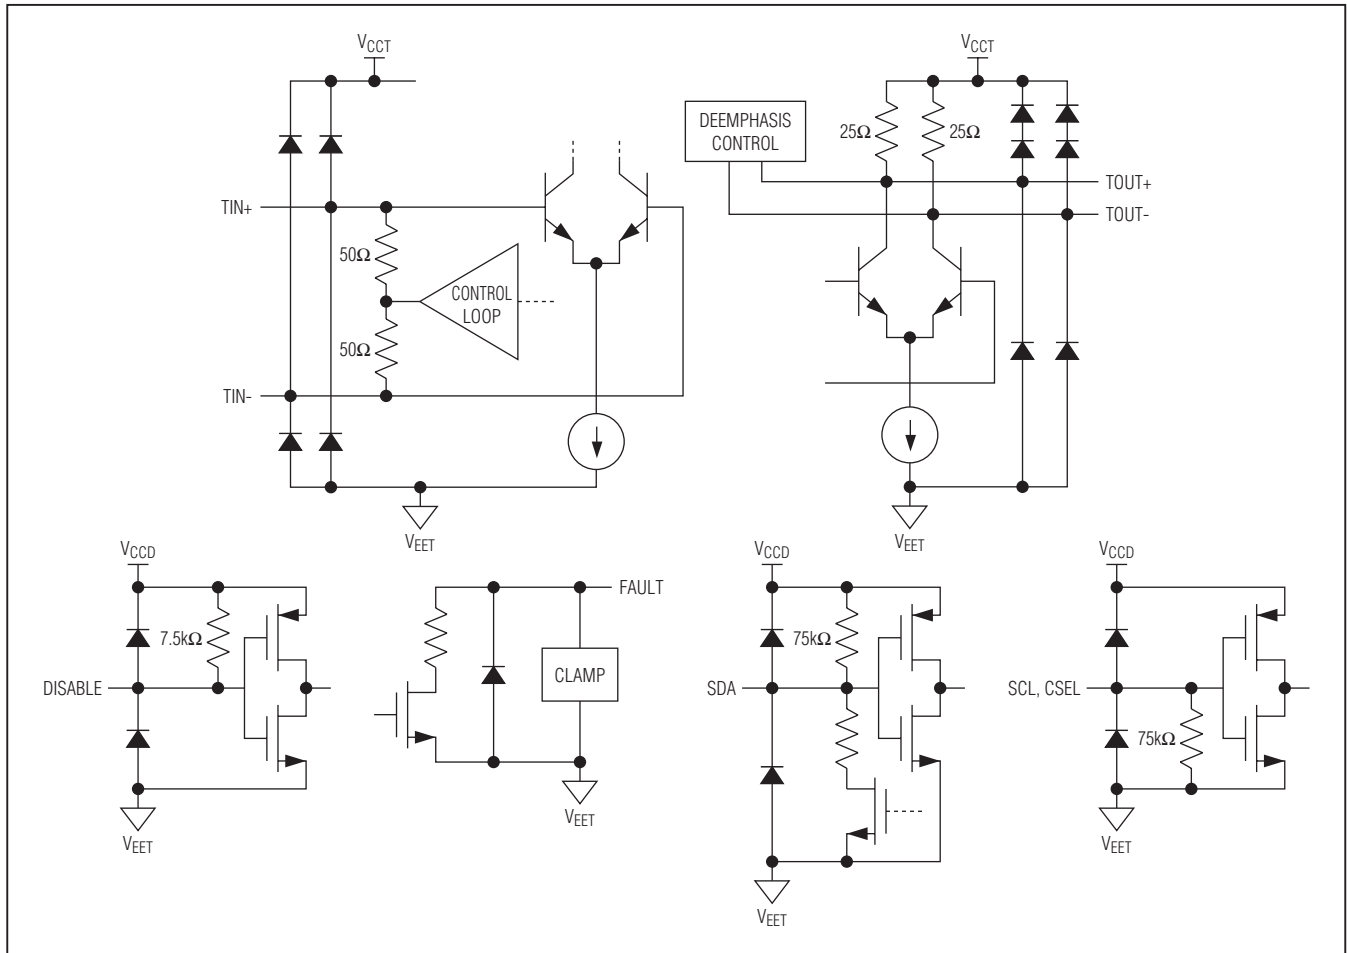 VCCT
TIN+
50Ω
CONTROL
LOOP
50Ω
TIN-
VEET
VCCT
DEEMPHASIS
CONTROL
25Ω
25Ω
TOUT+
TOUT-
VEET
VCCD
7.5kΩ
DISABLE
VEET
FAULT
CLAMP
VEET
VCCD
75kΩ
SDA
VEET
VCCD
SCL, CSEL
75kΩ
VEET